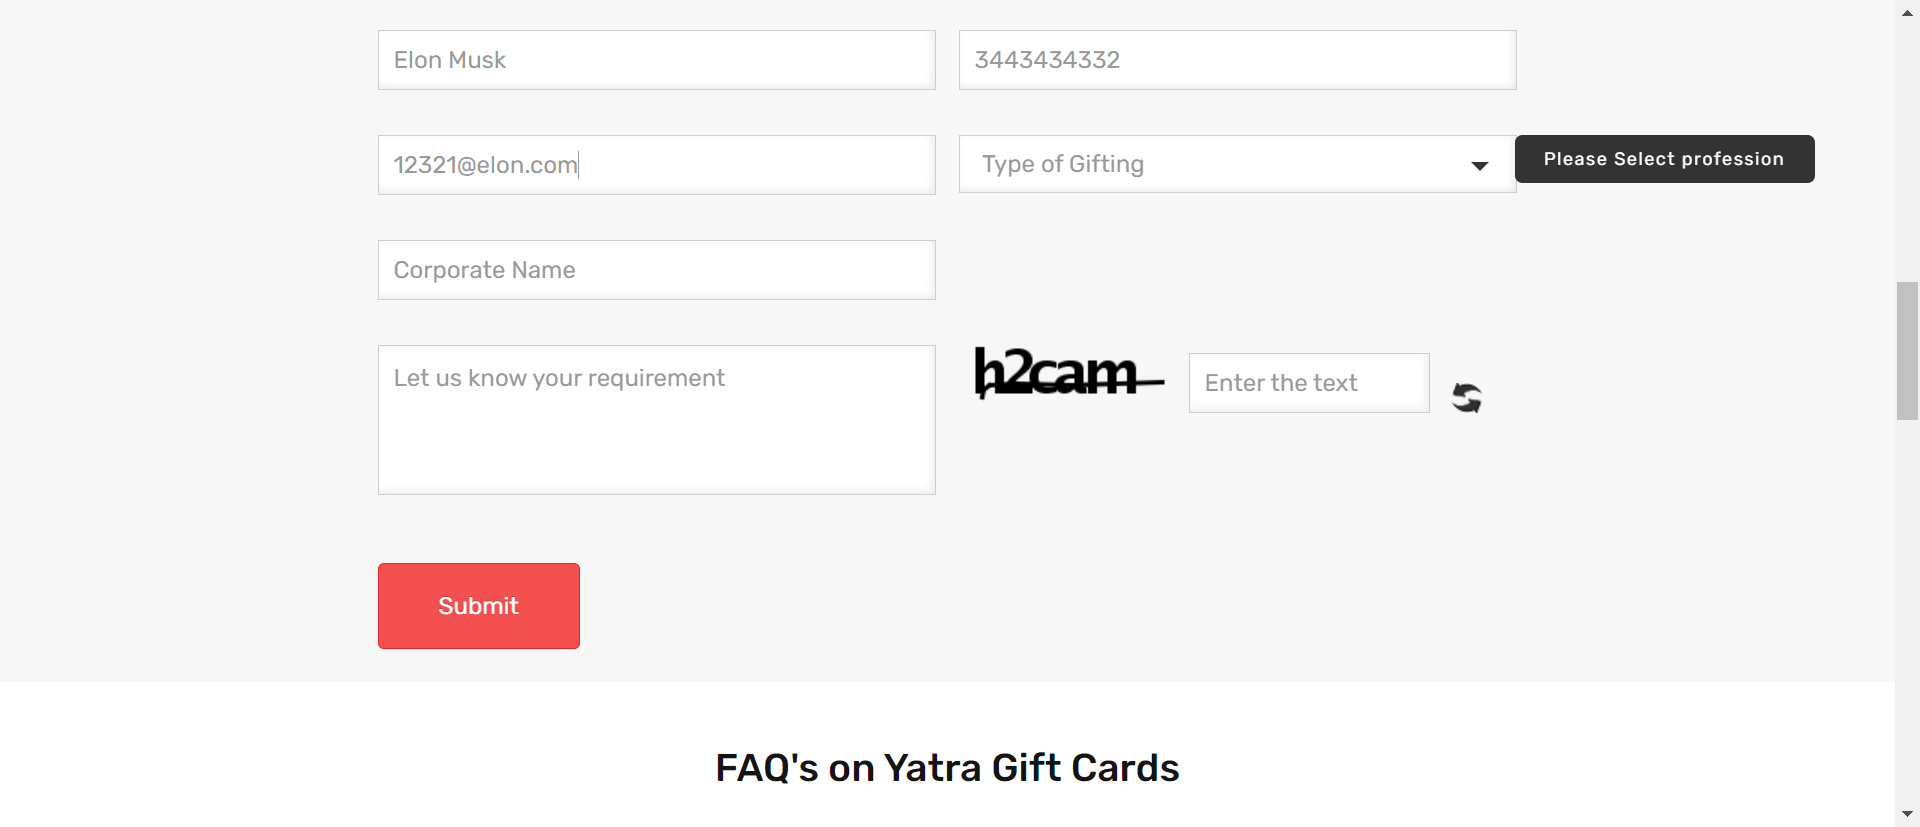 Elon Musk
3443434332
12321@elon.com
Type of Gifting
Please Select profession
Corporate Name
Let us know your requirement
h2cam
Enter the text
Submit
FAQ's on Yatra Gift Cards